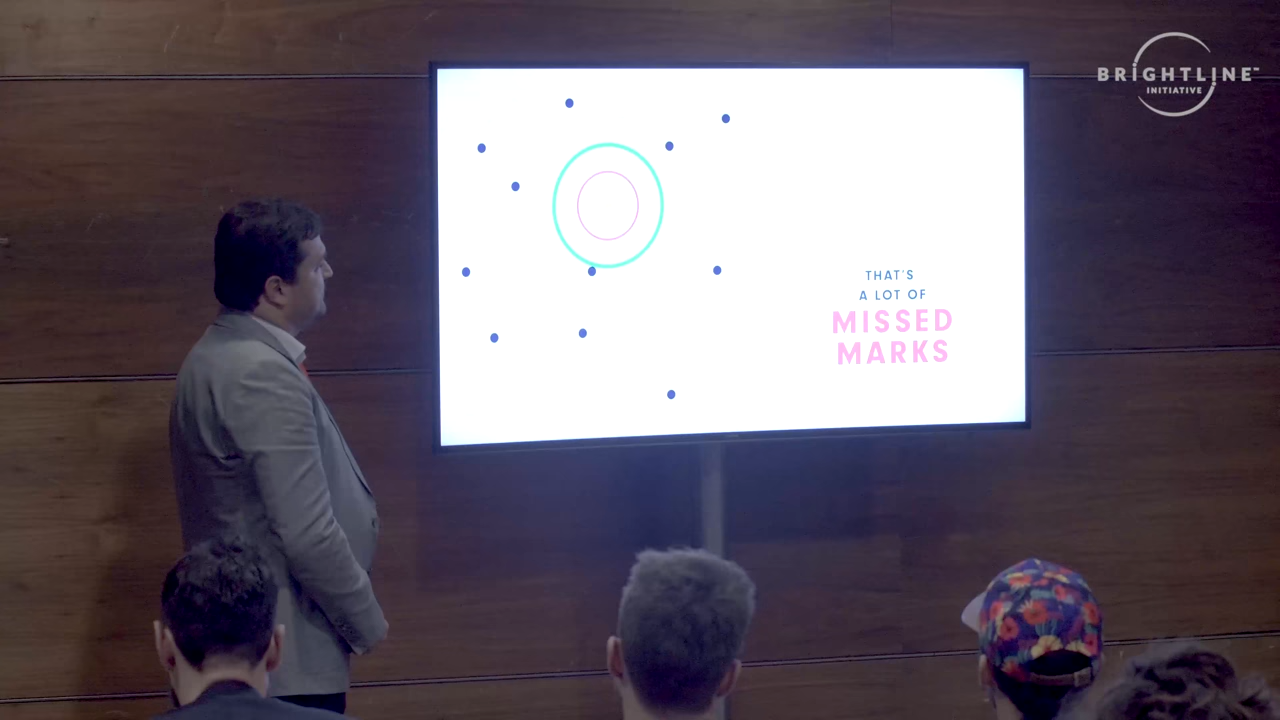 BRIGHTLINE™
INITIATIVE
THAT'S
A LOT OF
MISSED
MARKS